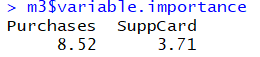 > m3$variable.importance
Purchases  SuppCard
     8.52      3.71